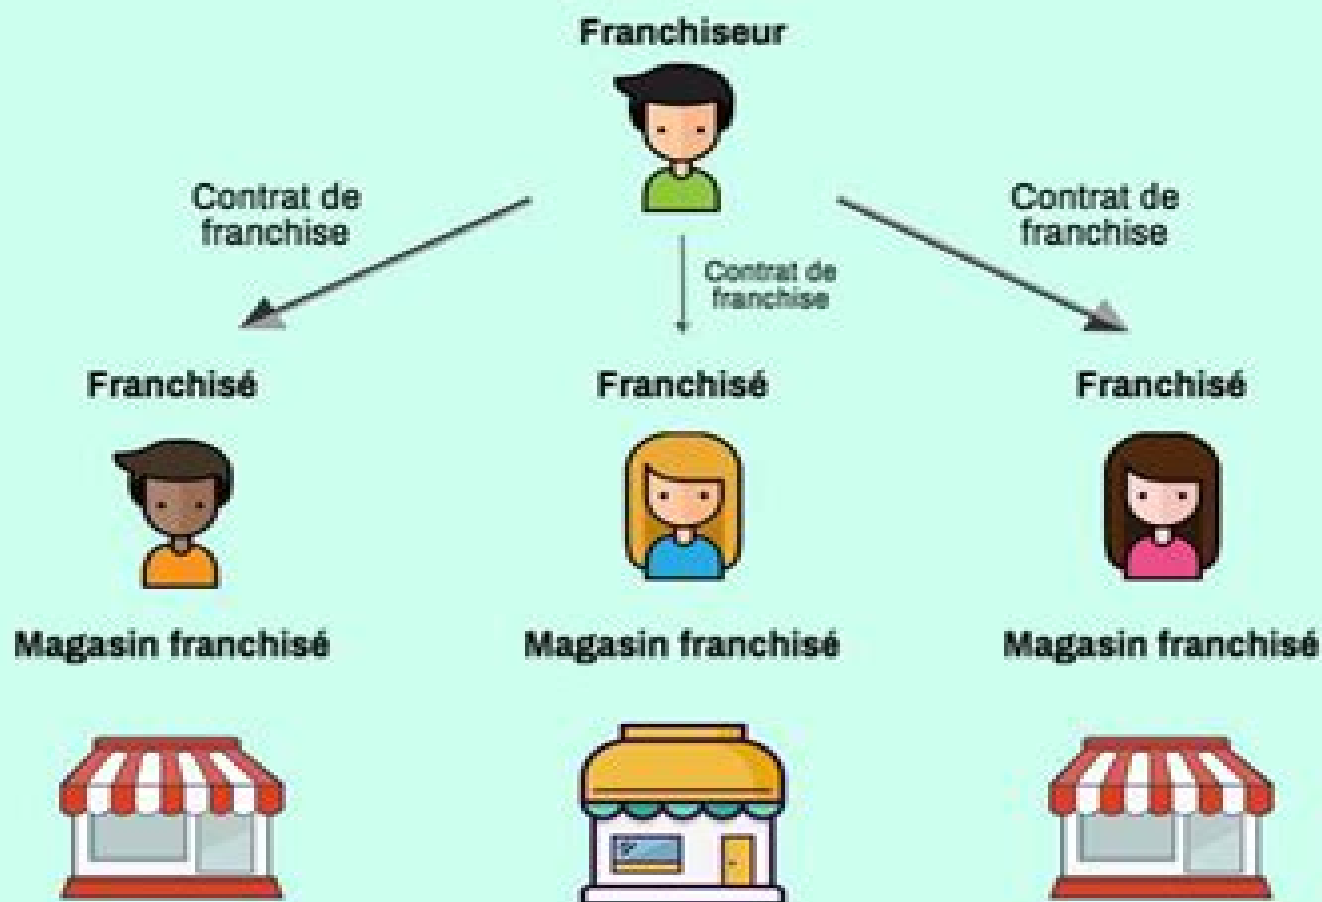 Franchiseur
Contrat de
franchise
Contrat de
franchise
Contrat de
franchise
Franchisé
Franchisé
Franchisé
Magasin franchisé
Magasin franchisé
Magasin franchisé